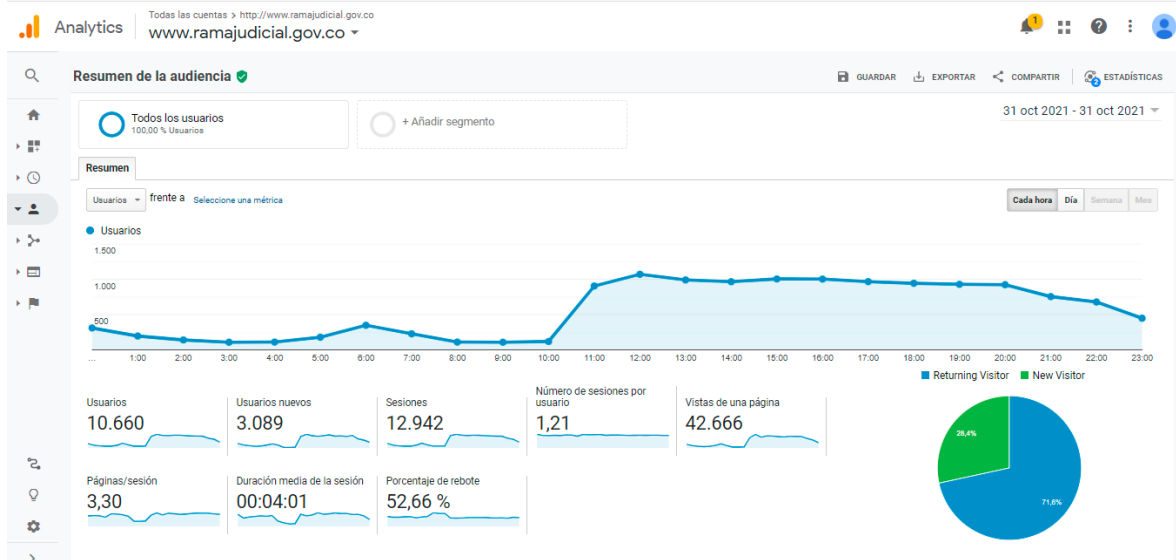 Analytics
Todas las cuentas > http://www.ramajudicial.gov.co
www.ramajudicial.gov.co
1
Resumen de la audiencia
GUARDAR
EXPORTAR
COMPARTIR
2
ESTADÍSTICAS
Todos los usuarios
100,00 % Usuarios
+ Añadir segmento
31 oct 2021 - 31 oct 2021
Resumen
Usuarios frente a Seleccione una métrica
Cada hora Día Semana Mes
Usuarios
1.500
1.000
500
... 1:00 2:00 3:00 4:00 5:00 6:00 7:00 8:00 9:00 10:00 11:00 12:00 13:00 14:00 15:00 16:00 17:00 18:00 19:00 20:00 21:00 22:00 23:00
Returning Visitor New Visitor
Usuarios
10.660
Usuarios nuevos
3.089
Sesiones
12.942
Número de sesiones por
usuario
1,21
Vistas de una página
42.666
Páginas/sesión
3,30
Duración media de la sesión
00:04:01
Porcentaje de rebote
52,66 %
28,4%
71,6%